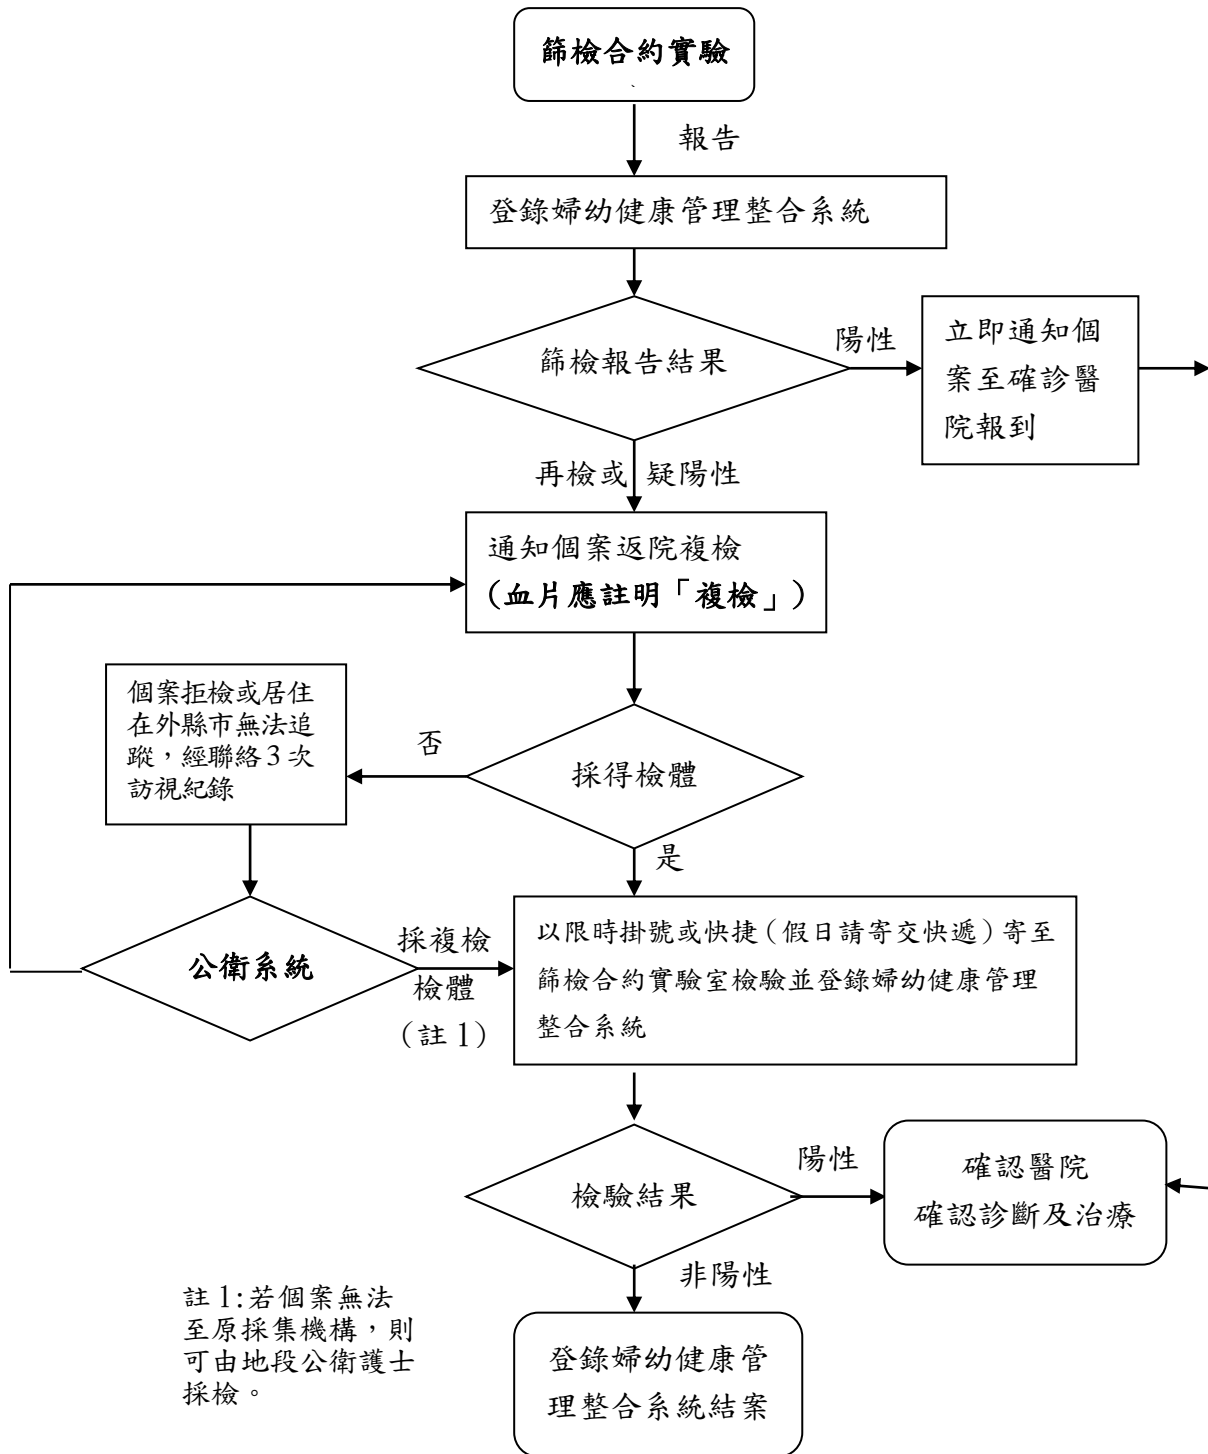 篩檢合約實驗
報告
登錄婦幼健康管理整合系統
篩檢報告結果
陽性
立即通知個
案至確診醫
院報到
再檢或 疑陽性
通知個案返院複檢
(血片應註明「複檢」)
個案拒檢或居住
在外縣市無法追
蹤，經聯絡3次
訪視紀錄
否
採得檢體
是
公衛系統
採複檢
檢體
(註1)
以限時掛號或快捷(假日請寄交快遞)寄至
篩檢合約實驗室檢驗並登錄婦幼健康管理
整合系統
檢驗結果
陽性
確認醫院
確認診斷及治療
非陽性
註1:若個案無法
至原採集機構，則
可由地段公衛護士
採檢。
登錄婦幼健康管
理整合系統結案